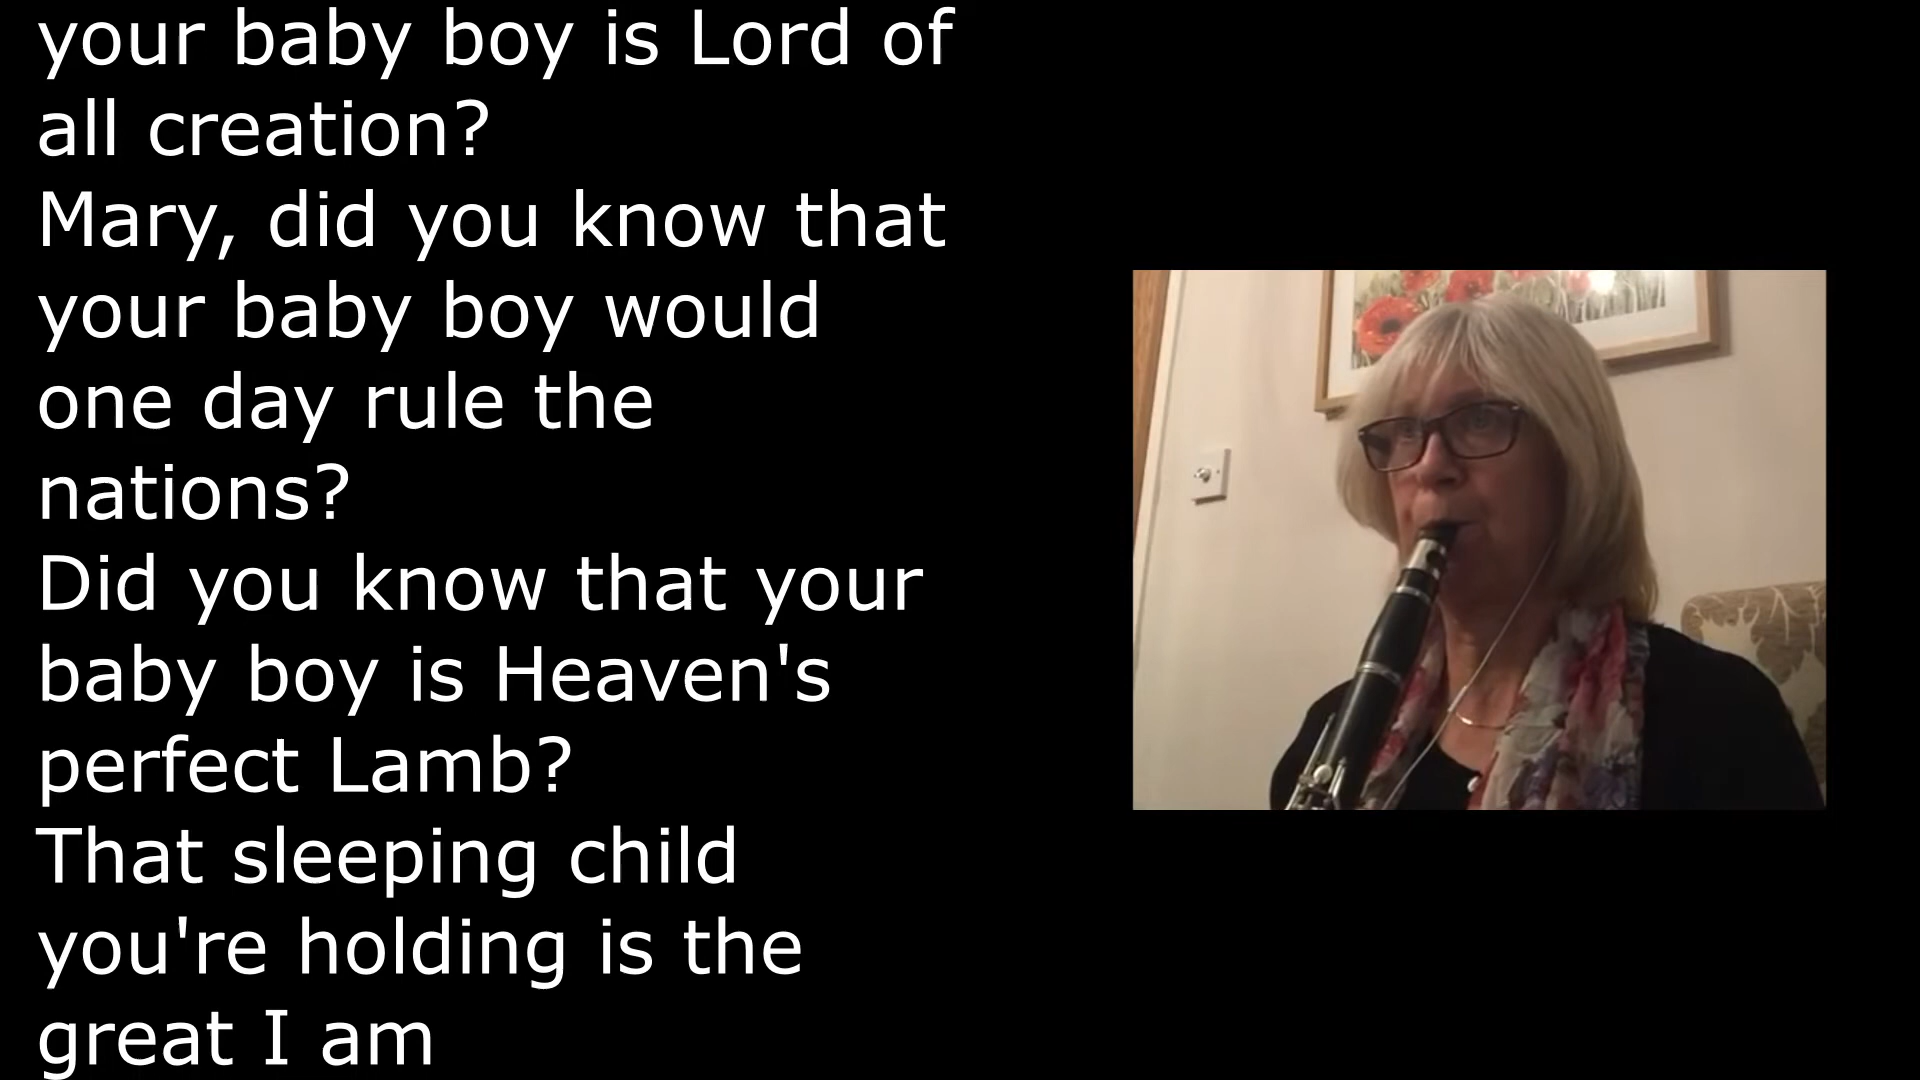 your baby boy is Lord of
all creation?
Mary, did you know that
your baby boy would
one day rule the
nations?
Did you know that your
baby boy is Heaven's
perfect Lamb?
That sleeping child
you're holding is the
great I am